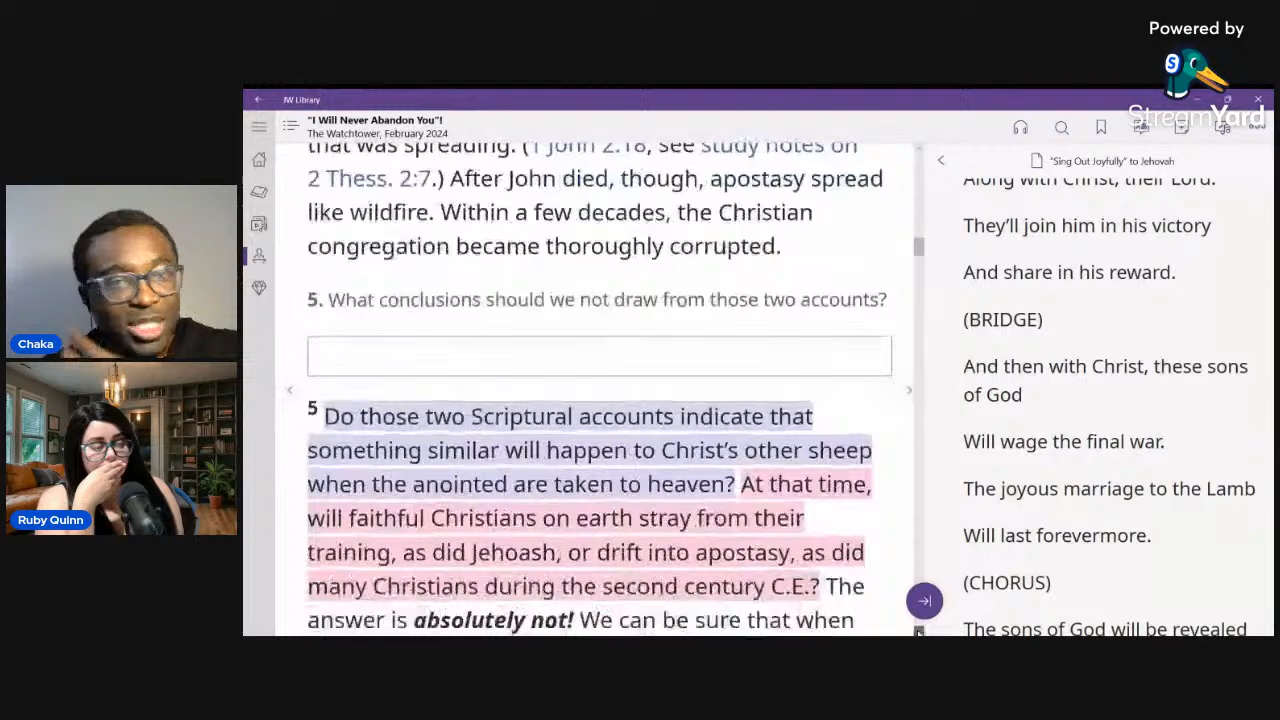 Powered by
StreamYard
JW Library
"I Will Never Abandon You"!
The Watchtower, February 2024
that was spreading. (1 John 2:18, see study notes on
2 Thess. 2:7.) After John died, though, apostasy spread
like wildfire. Within a few decades, the Christian
congregation became thoroughly corrupted.
5. What conclusions should we not draw from those two accounts?
5 Do those two Scriptural accounts indicate that
something similar will happen to Christ's other sheep
when the anointed are taken to heaven? At that time,
will faithful Christians on earth stray from their
training, as did Jehoash, or drift into apostasy, as did
many Christians during the second century C.E.? The
answer is absolutely not! We can be sure that when
"Sing Out Joyfully" to Jehovah
Along with Christ, their Lord.
They'll join him in his victory
And share in his reward.
(BRIDGE)
And then with Christ, these sons
of God
Will wage the final war.
The joyous marriage to the Lamb
Will last forevermore.
(CHORUS)
The sons of God will be revealed
Chaka
Ruby Quinn